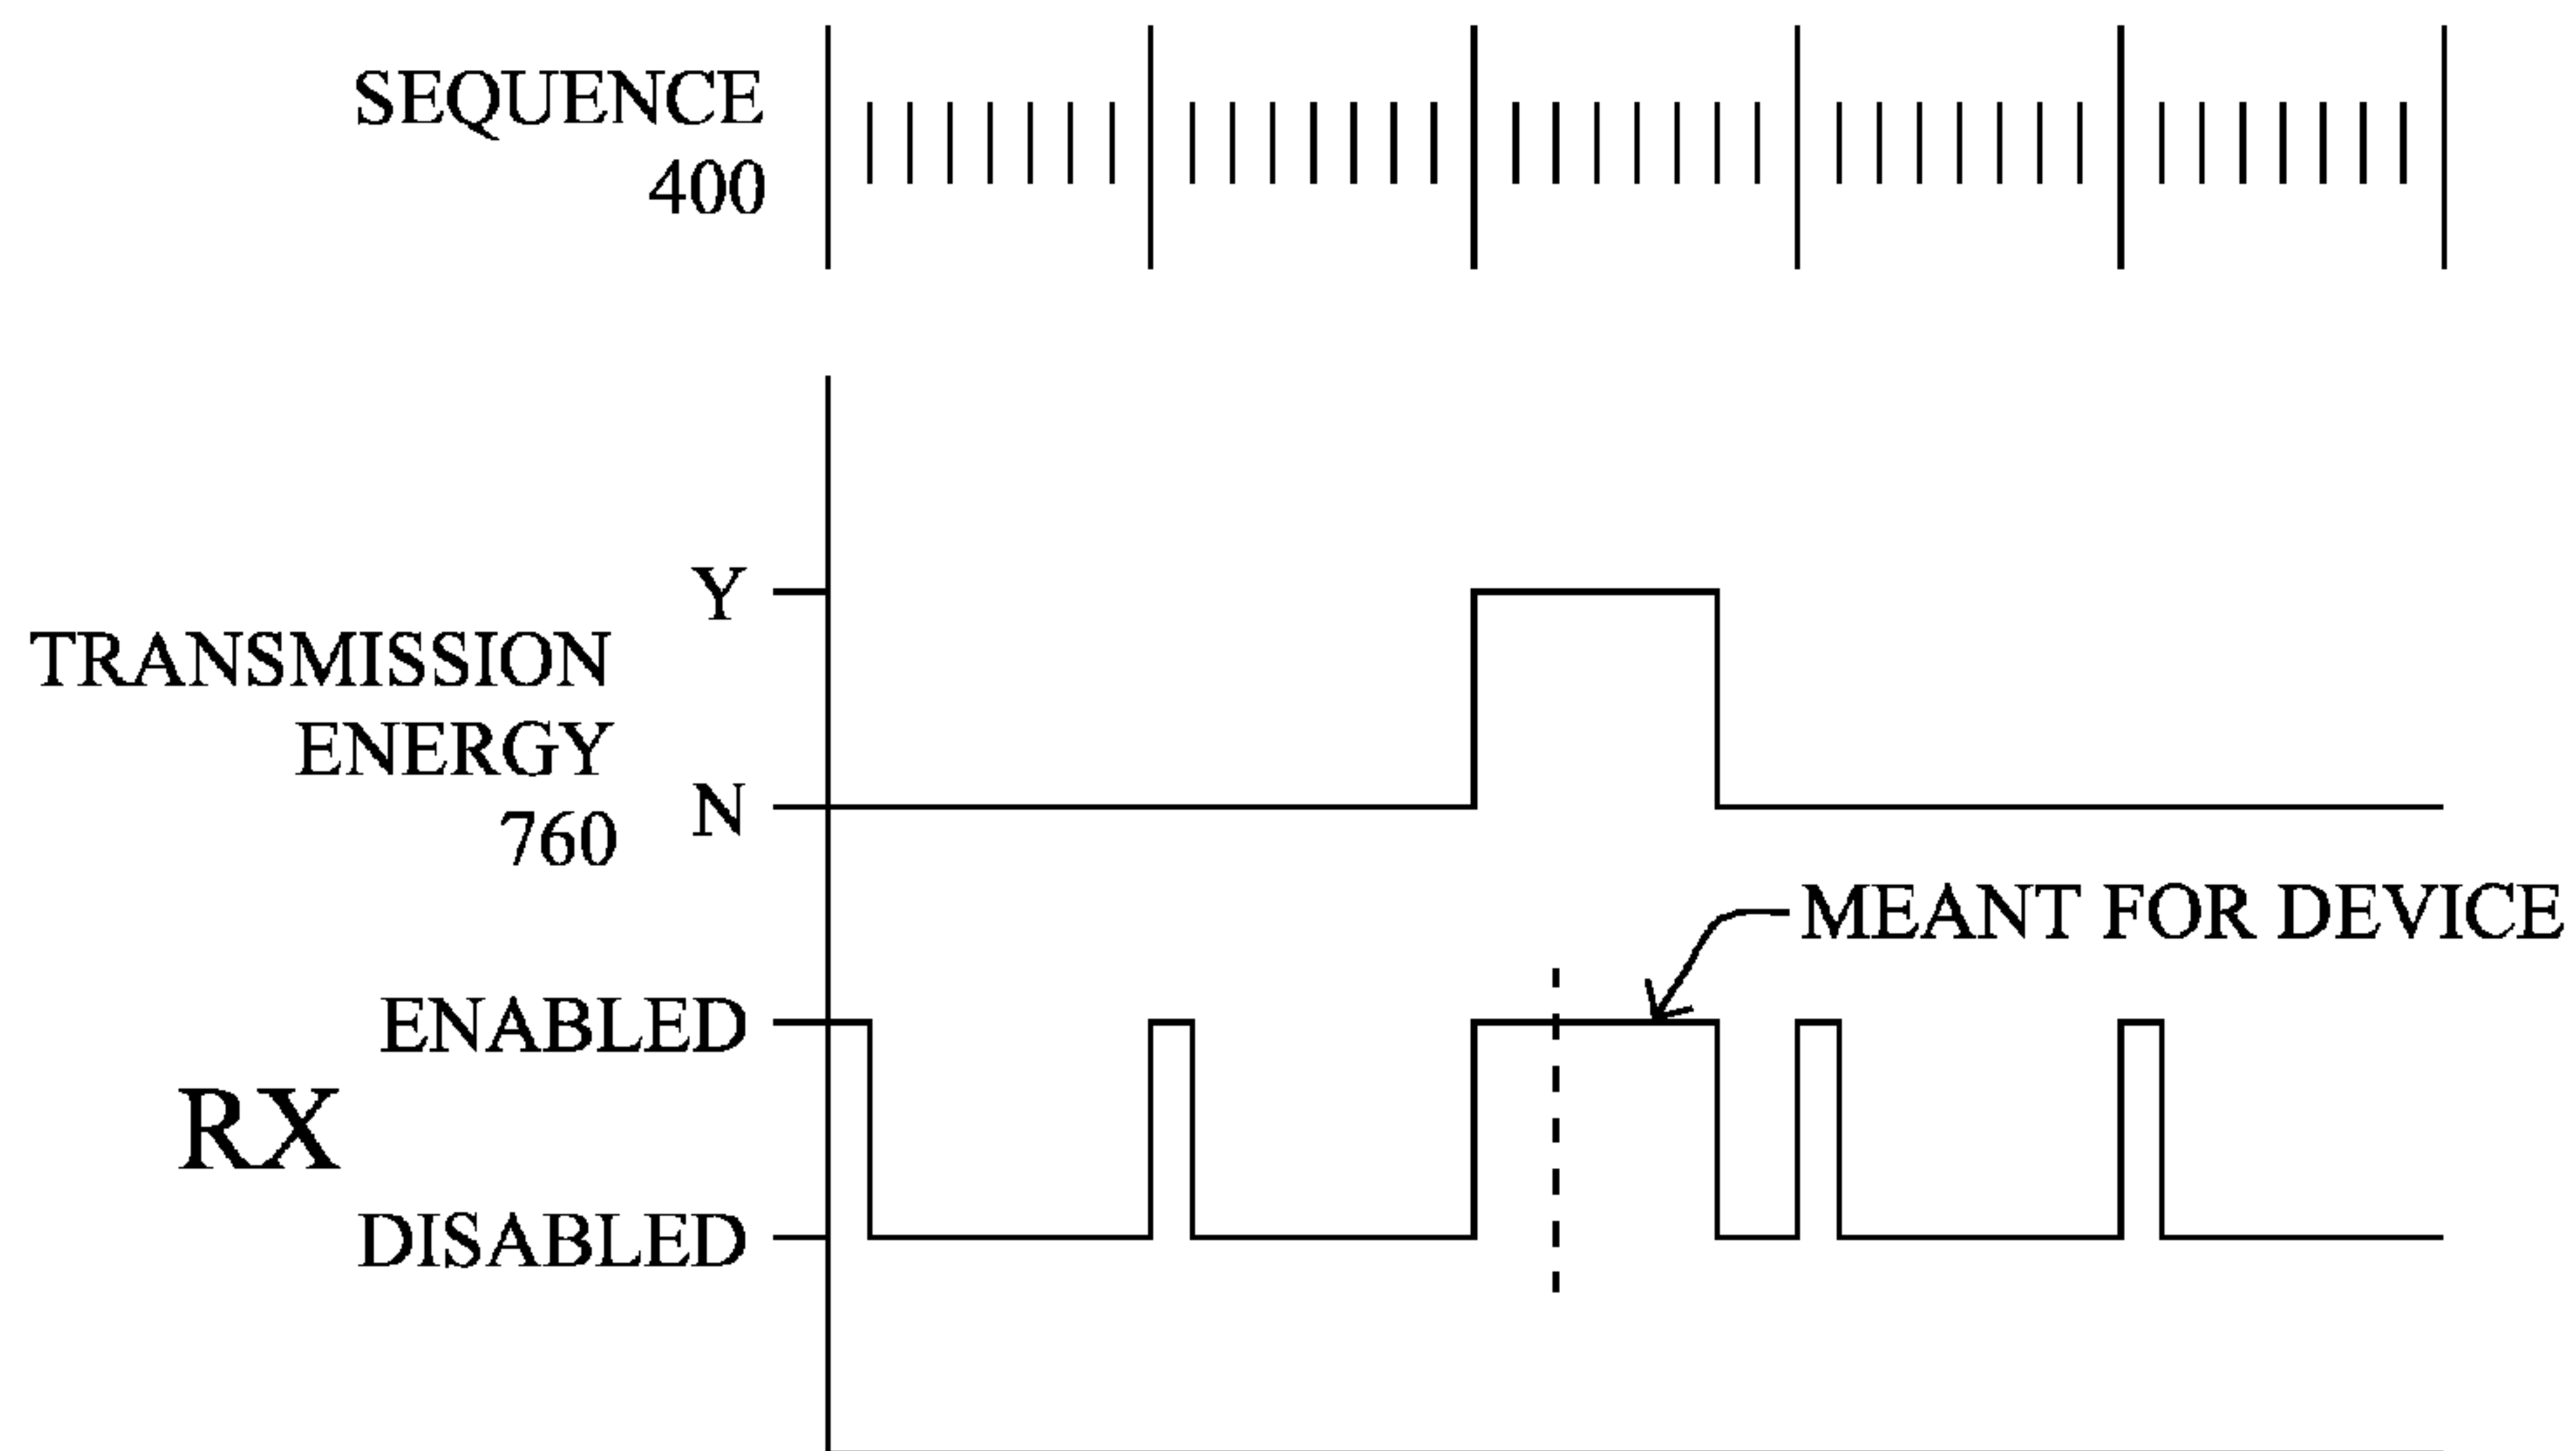 SEQUENCE
400
Y
TRANSMISSION
ENERGY
760
N
MEANT FOR DEVICE
ENABLED
RX
DISABLED